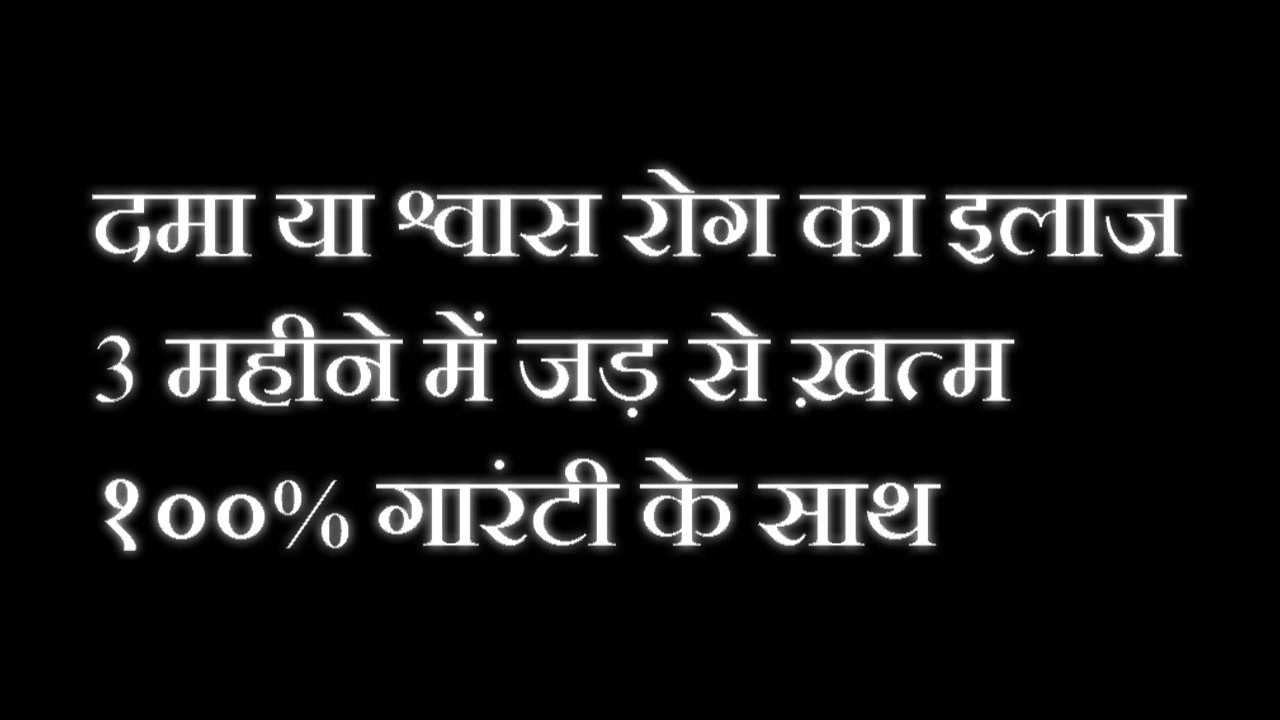 दमा या श्वास रोग का इलाज
3 महीने में जड़ से ख़त्म
१००% गारंटी के साथ